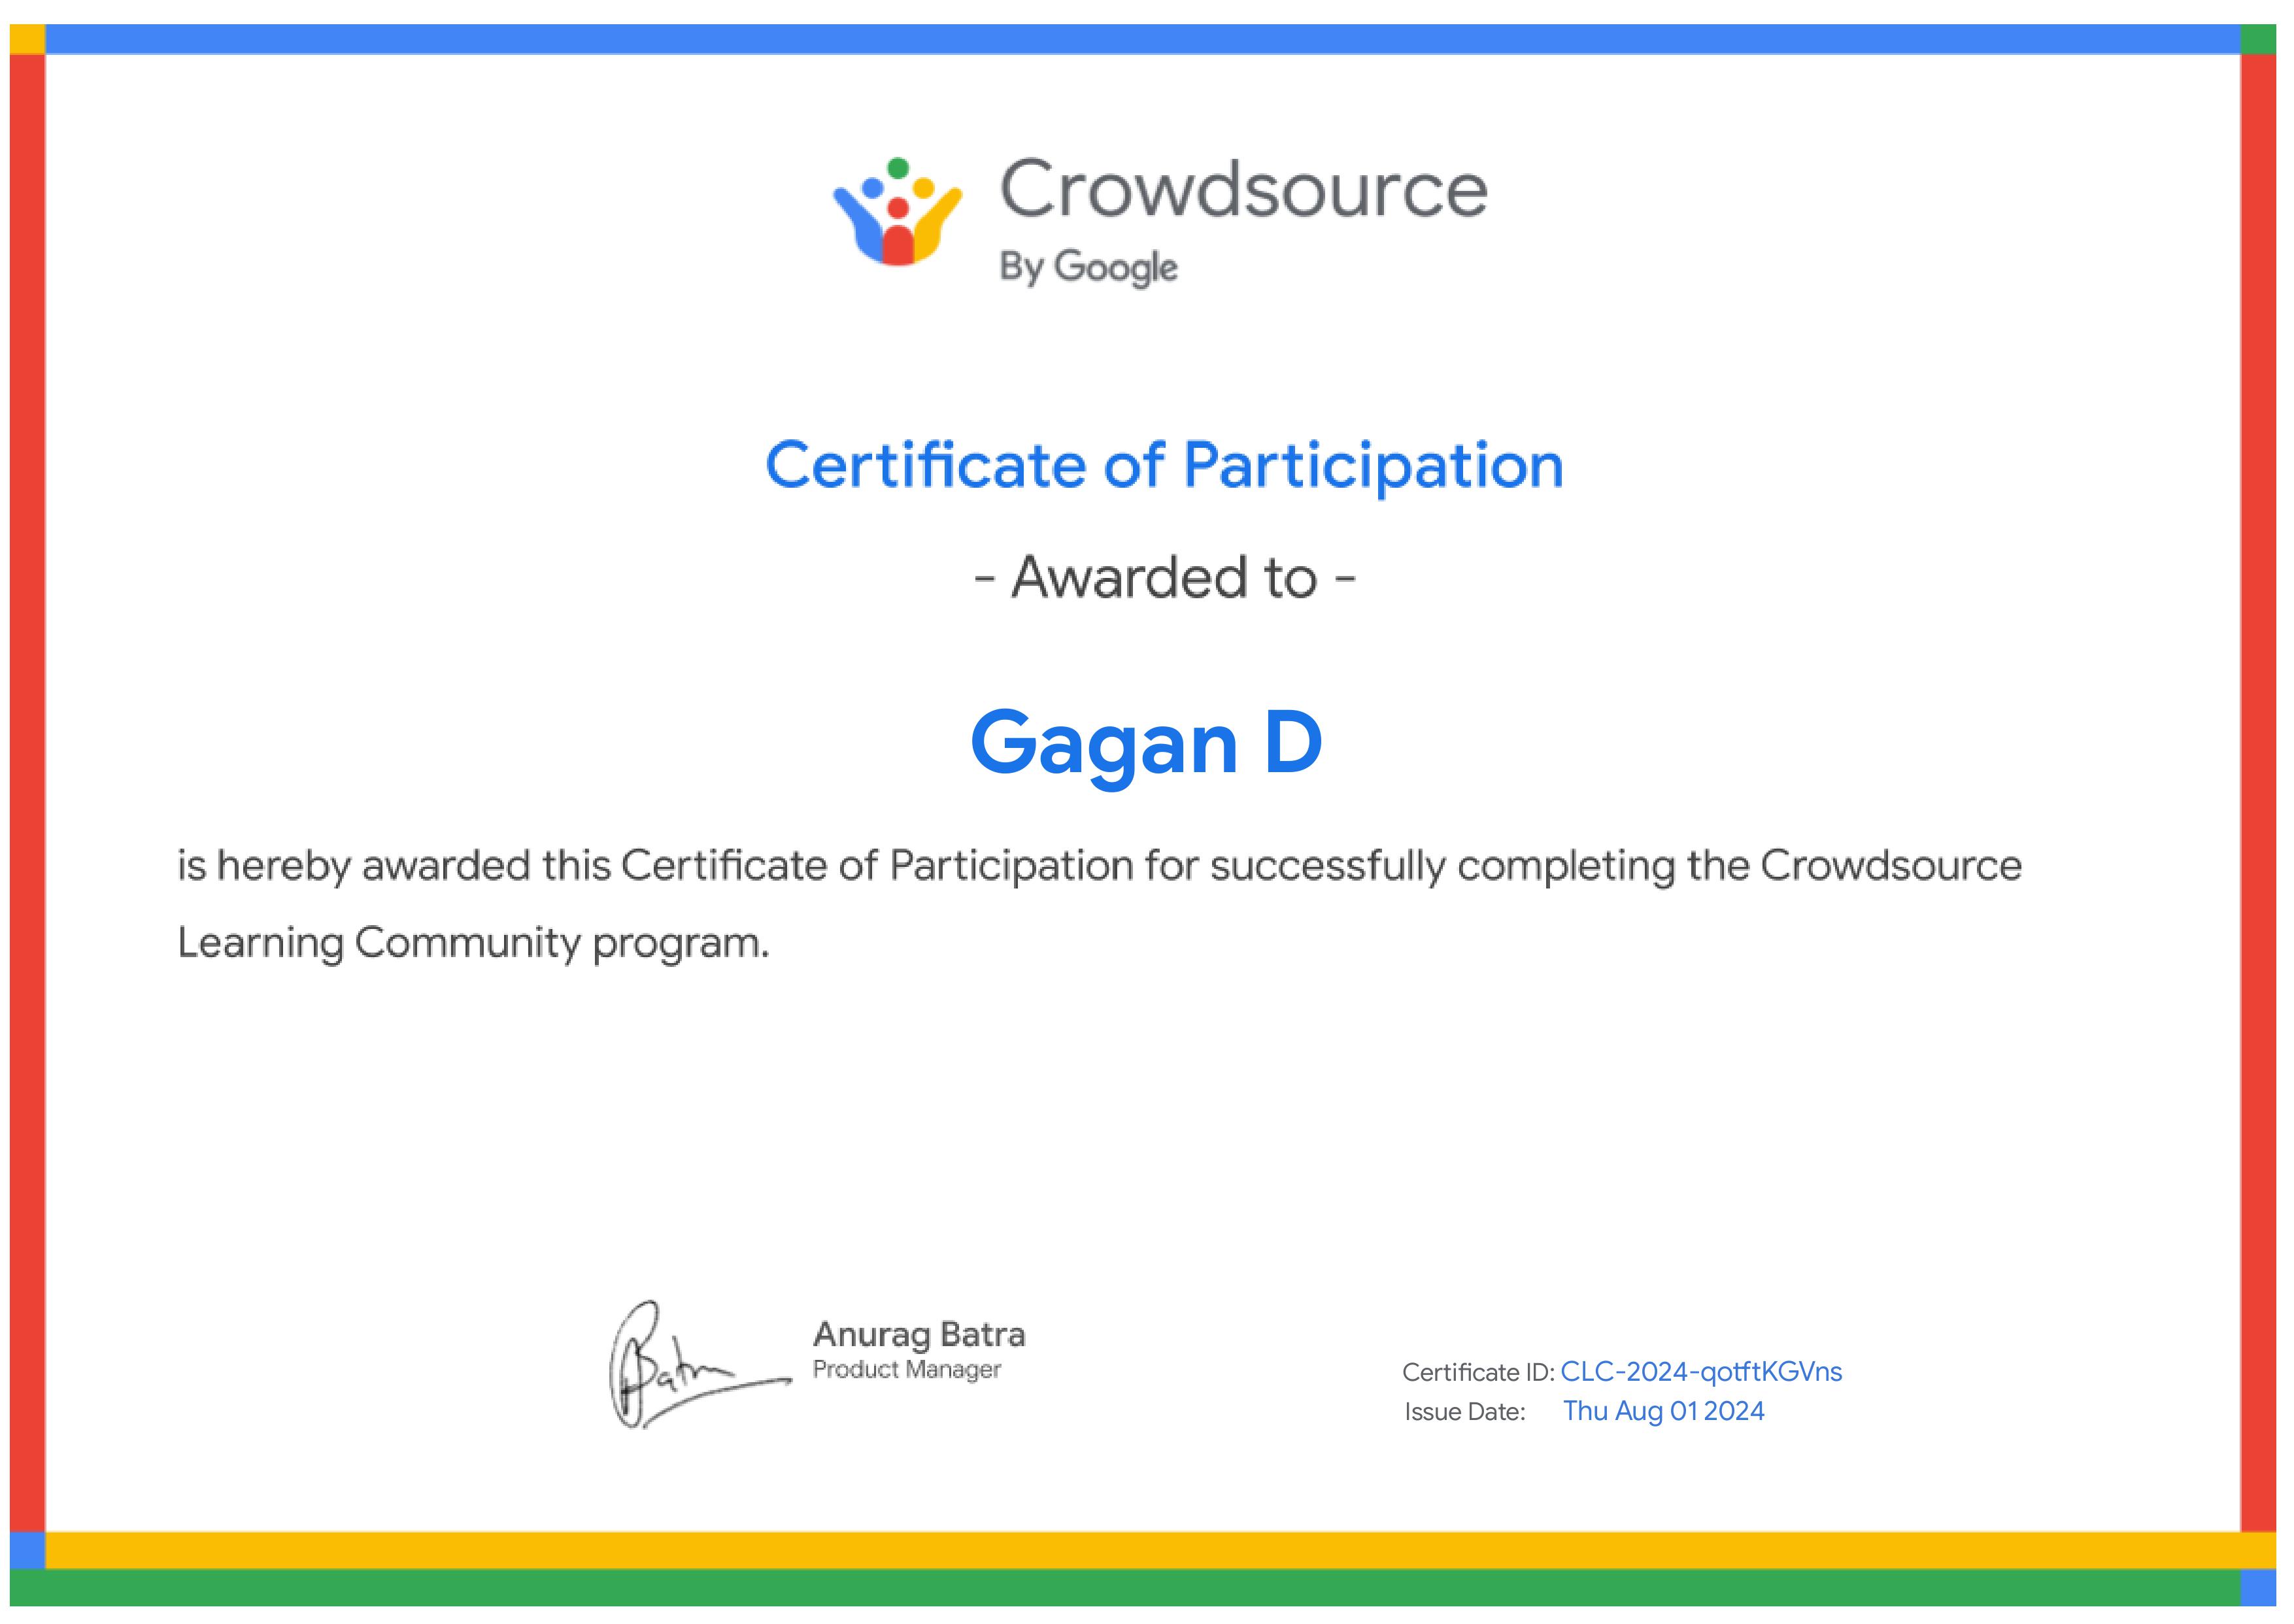 Crowdsource
By Google
Certificate of Participation
- Awarded to -
Gagan D
is hereby awarded this Certificate of Participation for successfully completing the Crowdsource
Learning Community program.
Batra
Anurag Batra
Product Manager
Certificate ID: CLC-2024-qotftKGVns
Issue Date: Thu Aug 01 2024